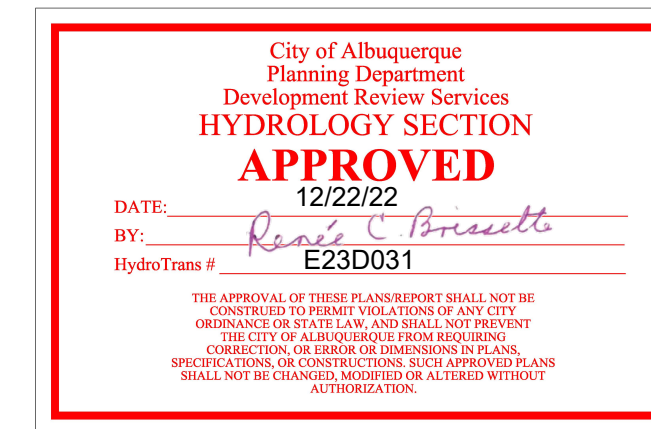 City of Albuquerque
Planning Department
Development Review Services
HYDROLOGY SECTION
APPROVED
DATE: 12/22/22
BY: Renée C. Brissette
HydroTrans # E23D031
THE APPROVAL OF THESE PLANS/REPORT SHALL NOT BE
CONSTRUED TO PERMIT VIOLATIONS OF ANY CITY
ORDINANCE OR STATE LAW, AND SHALL NOT PREVENT
THE CITY OF ALBUQUERQUE FROM REQUIRING
CORRECTION, OR ERROR OR DIMENSIONS IN PLANS,
SPECIFICATIONS, OR CONSTRUCTIONS. SUCH APPROVED PLANS
SHALL NOT BE CHANGED, MODIFIED OR ALTERED WITHOUT
AUTHORIZATION.